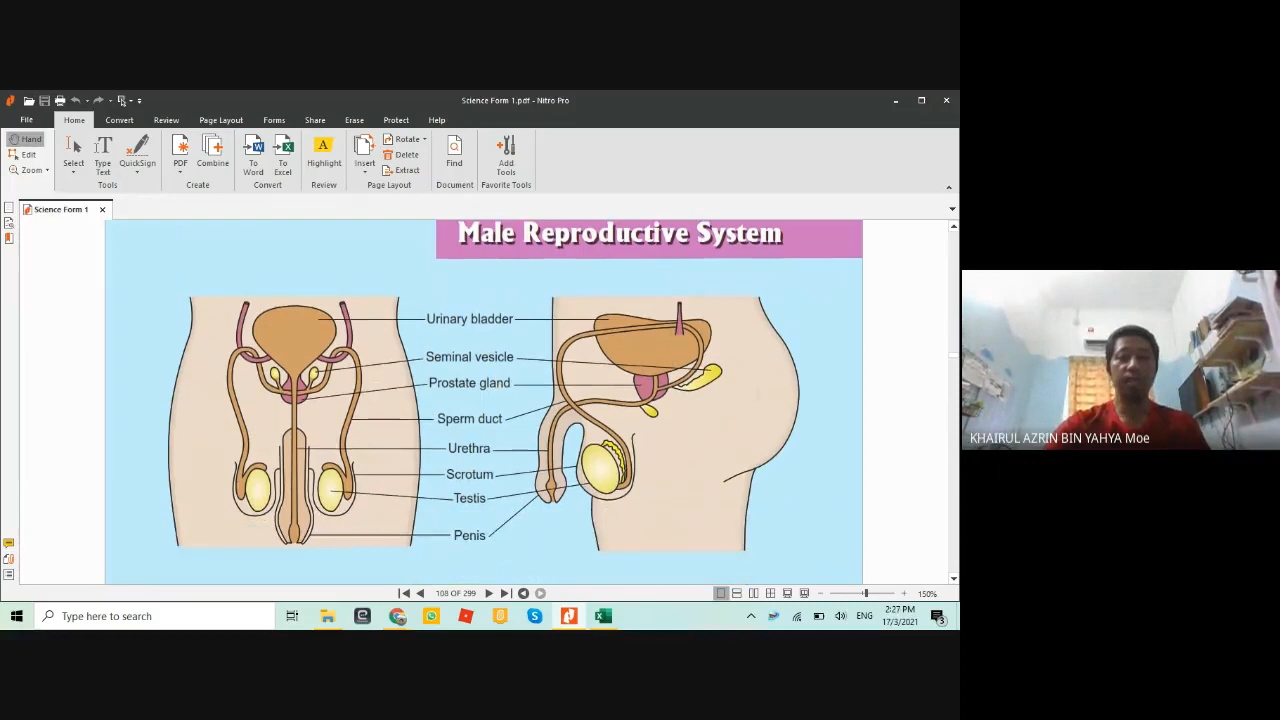 Science Form 1.pdf - Nitro Pro
File Home Convert Review Page Layout Forms Share Erase Protect Help
Hand
Edit
Zoom
Select
Type Text
QuickSign
PDF
Combine
To Word
To Excel
Highlight
Insert
Rotate
Delete
Extract
Find
Add Tools
Tools Create Convert Review Page Layout Document Favorite Tools
Science Form 1
Male Reproductive System
Urinary bladder
Seminal vesicle
Prostate gland
Sperm duct
Urethra
Scrotum
Testis
Penis
KHAIRUL AZRIN BIN YAHYA Moe
108 OF 299
150%
Type here to search
ENG
2:27 PM
17/3/2021
3